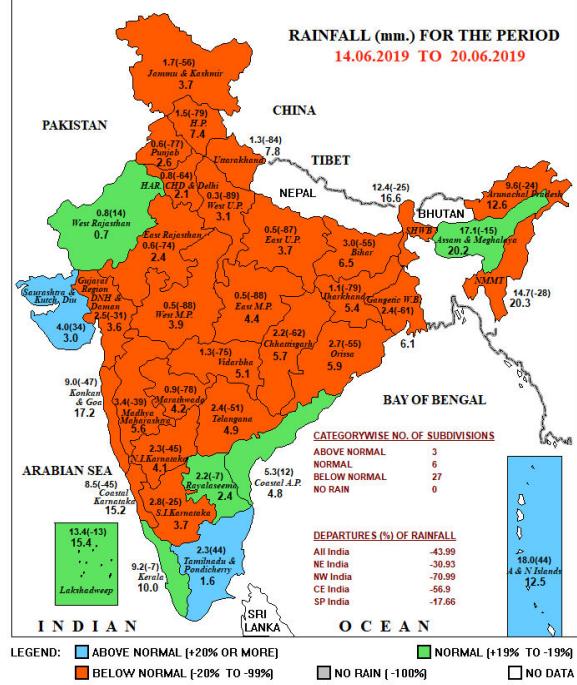 RAINFALL (mm.) FOR THE PERIOD
14.06.2019 TO 20.06.2019
1.7(-56)
Jammu & Kashmir
3.7
CHINA
1.5(-79)
H.P.
7.4
PAKISTAN
0.6(-77)
Punjab
2.6
1.3(-84)
Uttarakhand
7.8
TIBET
0.8(-64)
HAR. CHD & Delhi
2.1
0.3(-89)
West U.P.
3.1
NEPAL
12.4(-25)
16.6
SHWB
BHUTAN
9.6(-24)
Arunachal Pradesh
12.6
0.8(14)
West Rajasthan
0.7
East Rajasthan
0.6(-74)
2.4
0.5(-87)
East U.P.
3.7
3.0(-55)
Bihar
6.5
17.1(-15)
Assam & Meghalaya
20.2
NMMT
14.7(-28)
20.3
Saurashtra &
Kutch, Diu
4.0(34)
3.0
Gujarat
Region
DNH &
Daman
2.5(-31)
3.6
0.5(-88)
West M.P.
3.9
0.5(-88)
East M.P.
4.4
1.1(-79)
Jharkhand
5.4
Gangetic W.B.
2.4(-61)
6.1
2.2(-62)
Chhattisgarh
5.7
2.7(-55)
Orissa
5.9
1.3(-75)
Vidarbha
5.1
9.0(-47)
Konkan
& Goa
17.2
3.4(-39)
Madhya
Maharashtra
5.6
0.9(-78)
Marathwada
4.2
2.4(-51)
Telangana
4.9
BAY OF BENGAL
ARABIAN SEA
2.3(-45)
N.I.Karnataka
4.1
8.5(-45)
Coastal
Karnataka
15.2
2.2(-7)
Rayalaseema
2.4
5.3(12)
Coastal A.P.
4.8
2.8(-25)
S.I.Karnataka
3.7
CATEGORYWISE NO. OF SUBDIVISIONS
ABOVE NORMAL 3
NORMAL 6
BELOW NORMAL 27
NO RAIN 0
DEPARTURES (%) OF RAINFALL
All India -43.99
NE India -30.93
NW India -70.99
CE India -56.9
SP India -17.66
13.4(-13)
15.4
Lakshadweep
9.2(-7)
Kerala
10.0
2.3(44)
Tamilnadu &
Pondicherry
1.6
18.0(44)
A & N Islands
12.5
SRI
LANKA
INDIAN OCEAN
LEGEND: ABOVE NORMAL (+20% OR MORE) NORMAL (+19% TO -19%)
BELOW NORMAL (-20% TO -99%) NO RAIN (-100%) NO DATA